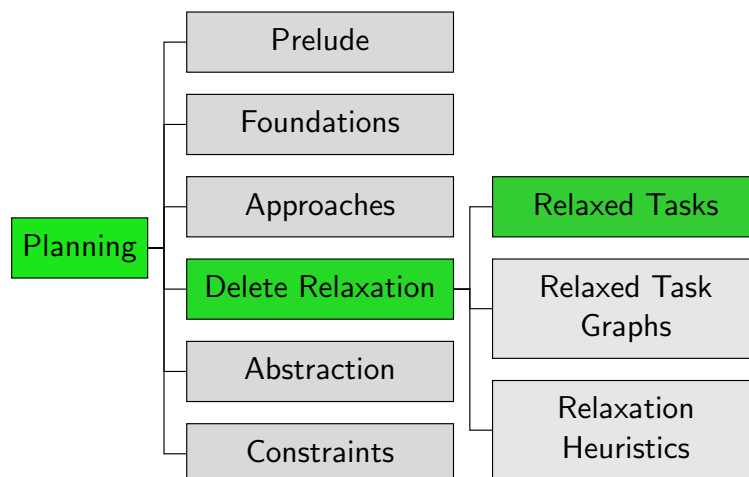 Prelude
Foundations
Approaches
Planning
Delete Relaxation
Abstraction
Constraints
Relaxed Tasks
Relaxed Task
Graphs
Relaxation
Heuristics